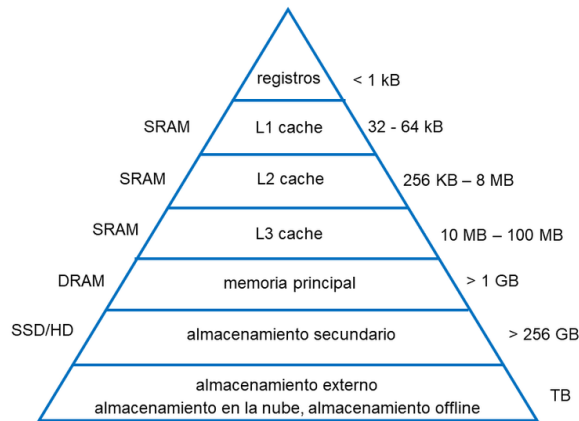 registros < 1 kB
SRAM L1 cache 32 - 64 kB
SRAM L2 cache 256 KB – 8 MB
SRAM L3 cache 10 MB – 100 MB
DRAM memoria principal > 1 GB
SSD/HD almacenamiento secundario > 256 GB
almacenamiento externo
almacenamiento en la nube, almacenamiento offline TB